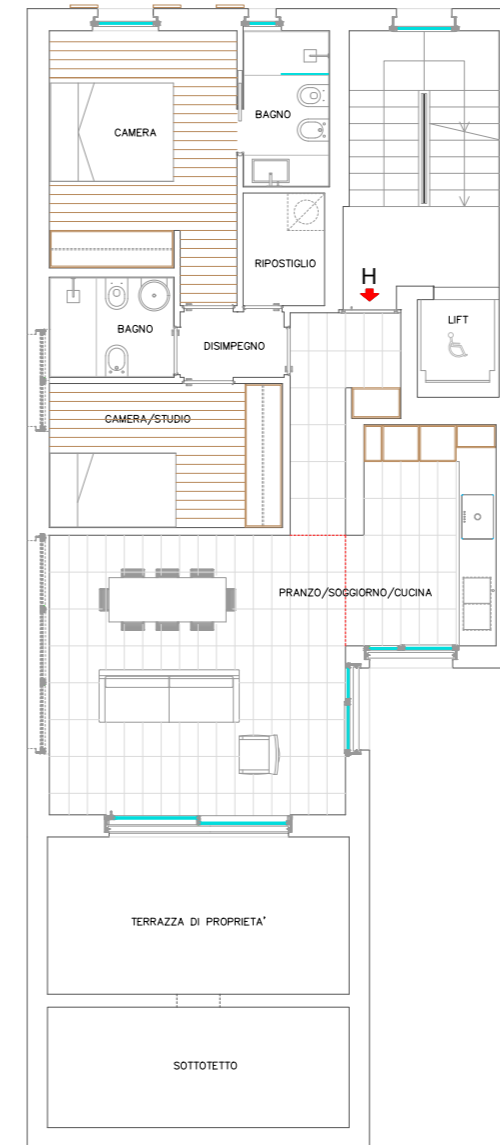 CAMERA
BAGNO
RIPOSTIGLIO
H
LIFT
BAGNO
DISIMPEGNO
CAMERA/STUDIO
PRANZO/SOGGIORNO/CUCINA
TERRAZZA DI PROPRIETA'
SOTTOTETTO